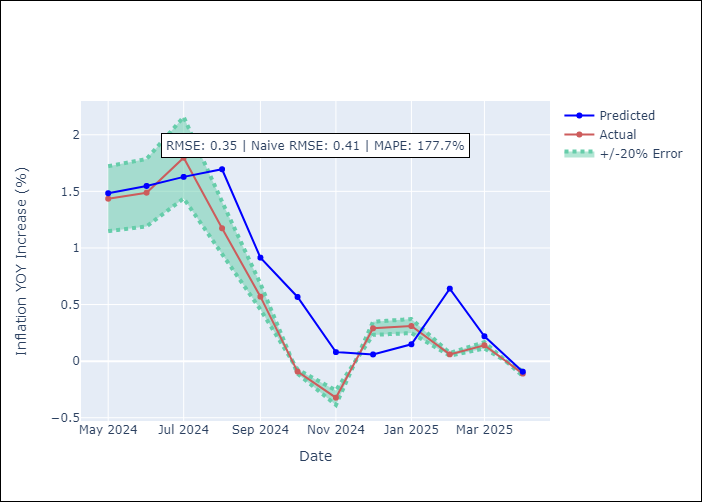 RMSE: 0.35 | Naive RMSE: 0.41 | MAPE: 177.7%
Predicted
Actual
+/-20% Error
Inflation YOY Increase (%)
2
1.5
1
0.5
0
−0.5
May 2024
Jul 2024
Sep 2024
Nov 2024
Jan 2025
Mar 2025
Date